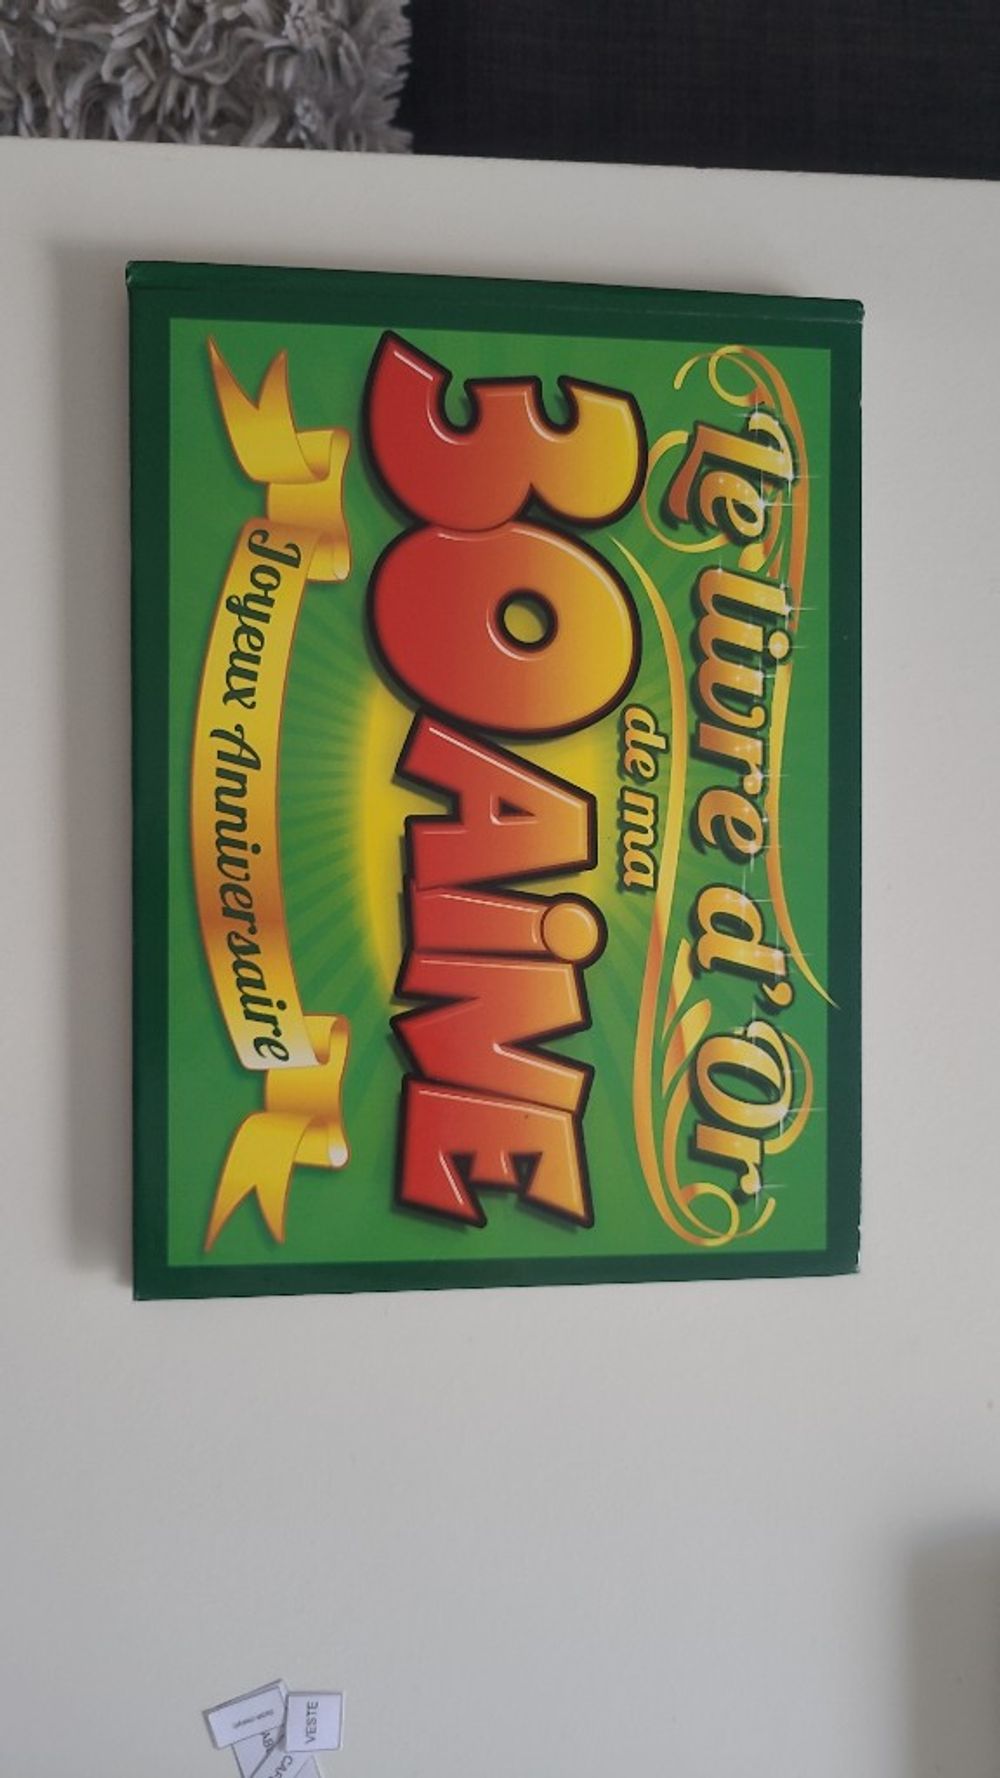 Le livre d'Or
de ma
30AiNE
Joyeux Anniversaire
VESTE